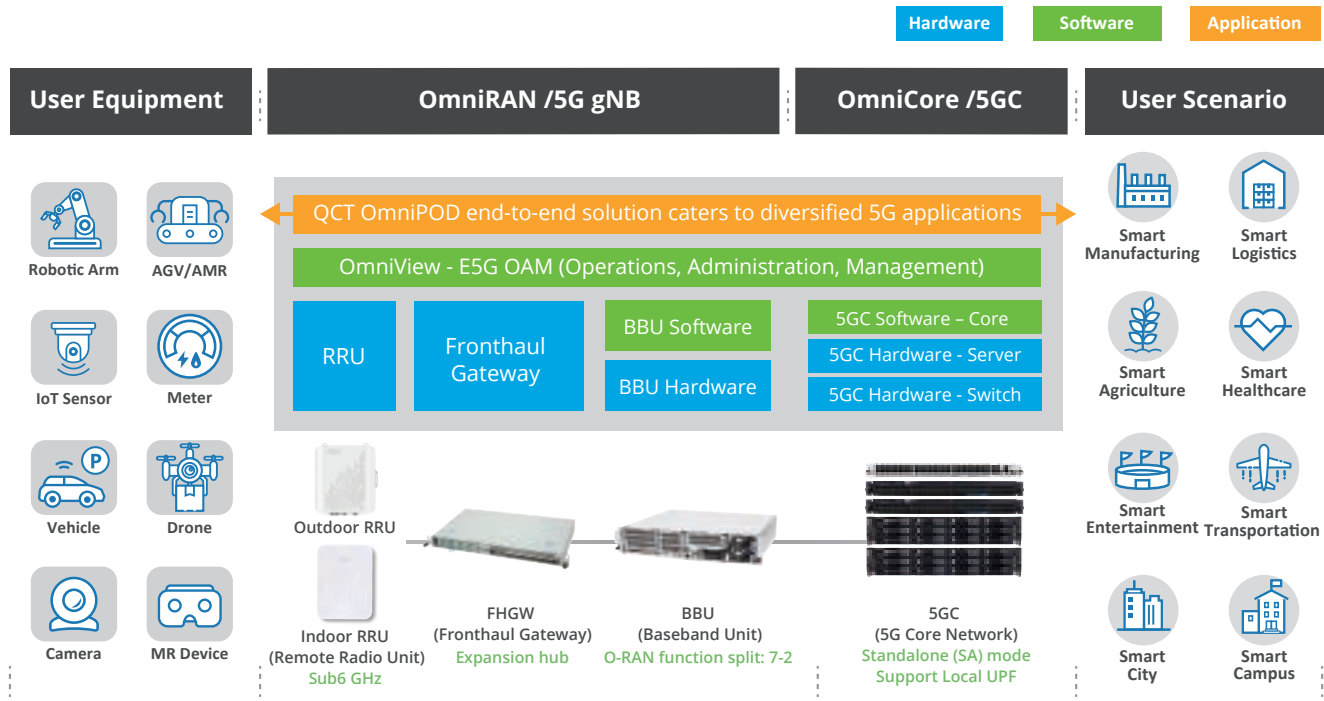 Hardware
Software
Application
User Equipment
OmniRAN /5G gNB
OmniCore /5GC
User Scenario
Robotic Arm
AGV/AMR
IoT Sensor
Meter
P
Vehicle
Drone
Camera
MR Device
QCT OmniPOD end-to-end solution caters to diversified 5G applications
OmniView - E5G OAM (Operations, Administration, Management)
RRU
Fronthaul
Gateway
BBU Software
BBU Hardware
5GC Software – Core
5GC Hardware - Server
5GC Hardware - Switch
Outdoor RRU
Indoor RRU
(Remote Radio Unit)
Sub6 GHz
FHGW
(Fronthaul Gateway)
Expansion hub
BBU
(Baseband Unit)
O-RAN function split: 7-2
5GC
(5G Core Network)
Standalone (SA) mode
Support Local UPF
Smart
Manufacturing
Smart
Logistics
Smart
Agriculture
Smart
Healthcare
Smart
Entertainment
Smart
Transportation
Smart
City
Smart
Campus